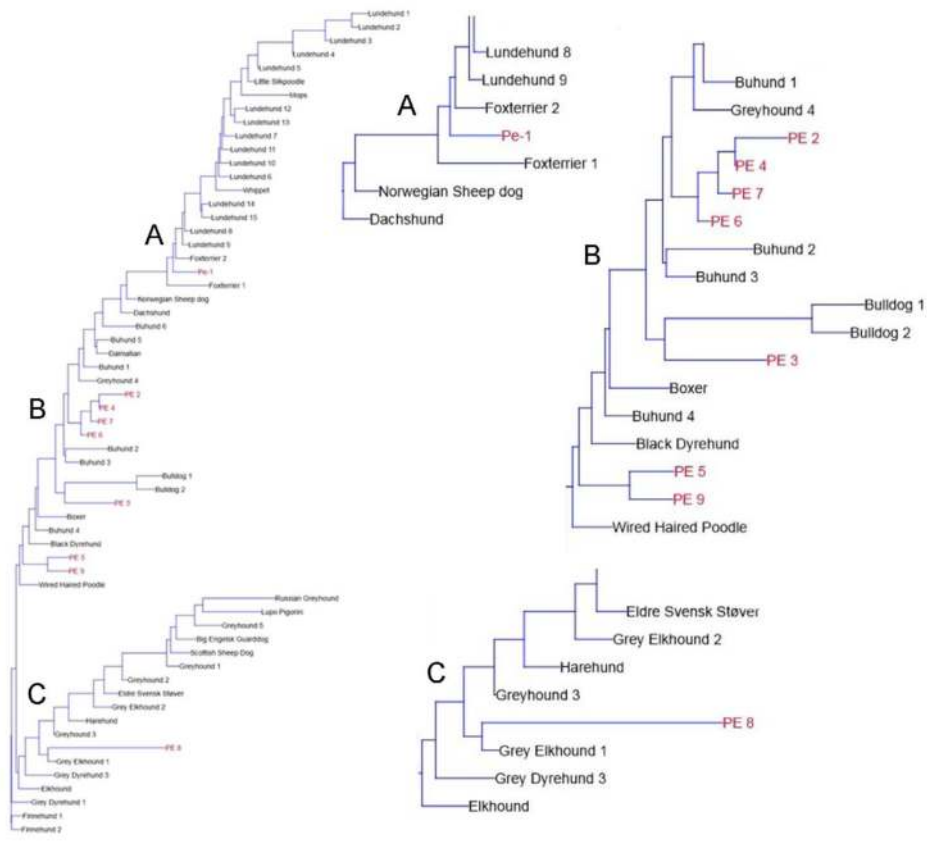 Lundehund 1
Lundehund 2
Lundehund 3
Lundehund 4
Lundehund 5
Little Silkpoodle
Mops
Lundehund 12
Lundehund 13
Lundehund 7
Lundehund 11
Lundehund 10
Lundehund 6
Whippet
Lundehund 14
Lundehund 15
Lundehund 8
Lundehund 9
Foxterrier 2
Pe-1
Foxterrier 1
Norwegian Sheep dog
Dachshund
Buhund 6
Buhund 5
Dalmatian
Buhund 1
Greyhound 4
PE 2
PE 4
PE 7
PE 6
Buhund 2
Buhund 3
Bulldog 1
Bulldog 2
PE 3
Boxer
Buhund 4
Black Dyrehund
PE 5
PE 9
Wired Haired Poodle
Russian Greyhound
Lupo Pigorini
Greyhound 5
Big Engelsk Guarddog
Scottish Sheep Dog
Greyhound 1
Greyhound 2
Eldre Svensk Støver
Grey Elkhound 2
Harehund
Greyhound 3
PE 8
Grey Elkhound 1
Grey Dyrehund 3
Elkhound
Grey Dyrehund 1
Finnehund 1
Finnehund 2
A
B
C
A
Lundehund 8
Lundehund 9
Foxterrier 2
Pe-1
Foxterrier 1
Norwegian Sheep dog
Dachshund
B
Buhund 1
Greyhound 4
PE 2
PE 4
PE 7
PE 6
Buhund 2
Buhund 3
Bulldog 1
Bulldog 2
PE 3
Boxer
Buhund 4
Black Dyrehund
PE 5
PE 9
Wired Haired Poodle
C
Eldre Svensk Støver
Grey Elkhound 2
Harehund
Greyhound 3
PE 8
Grey Elkhound 1
Grey Dyrehund 3
Elkhound